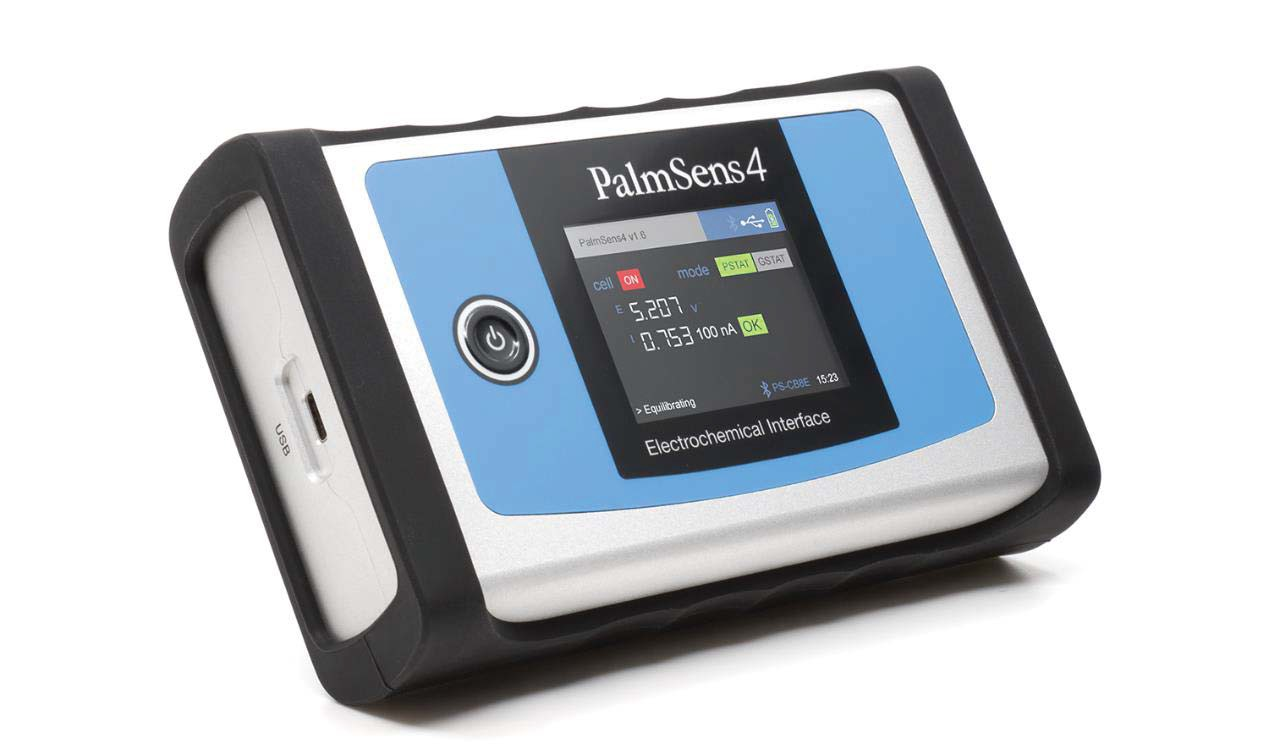 PalmSens4
PalmSens4 v1.6
cell ON mode PSTAT GSTAT
E 5.207 V
I 0.753 100 nA OK
PS-CB8E 15:23
> Equilibrating
Electrochemical Interface
USB